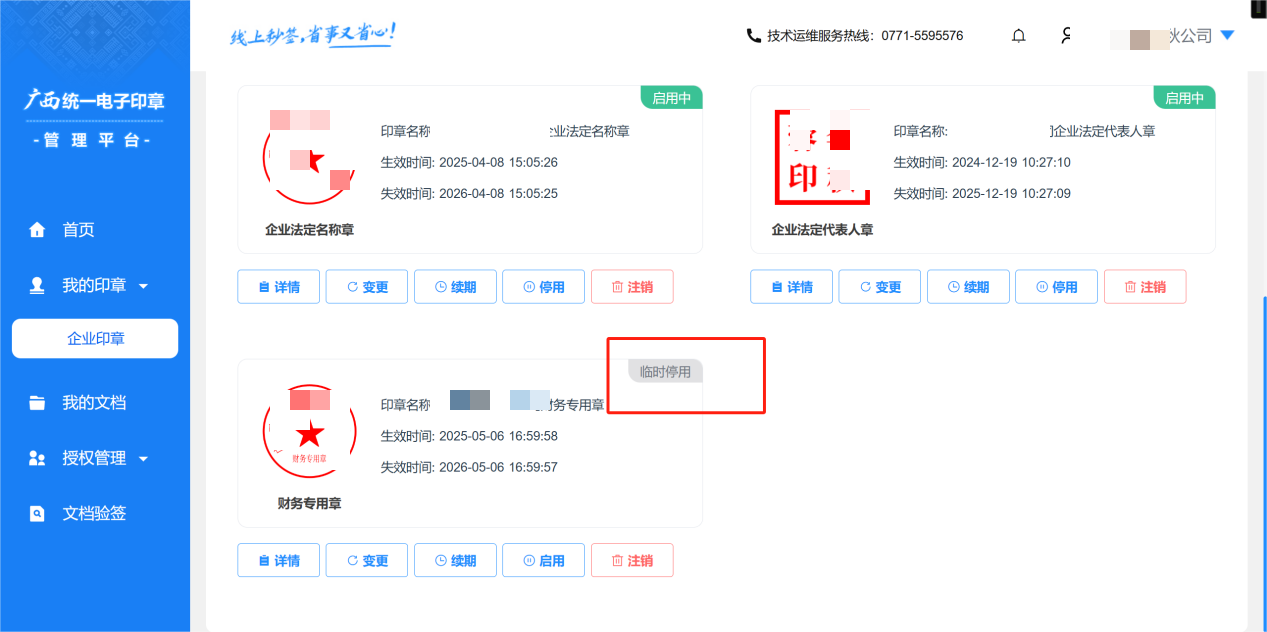 线上秒签,省事又省心!
技术运维服务热线: 0771-5595576
公司
广西统一电子印章
-管理平台-
首页
我的印章
企业印章
我的文档
授权管理
文档验签
启用中
印章名称
业法定名称章
生效时间: 2025-04-08 15:05:26
失效时间: 2026-04-08 15:05:25
企业法定名称章
详情
变更
续期
停用
注销
启用中
印
印章名称:
企业法定代表人章
生效时间: 2024-12-19 10:27:10
失效时间: 2025-12-19 10:27:09
企业法定代表人章
详情
变更
续期
停用
注销
临时停用
财务专用章
印章名称
财务专用章
生效时间: 2025-05-06 16:59:58
失效时间: 2026-05-06 16:59:57
财务专用章
详情
变更
续期
启用
注销